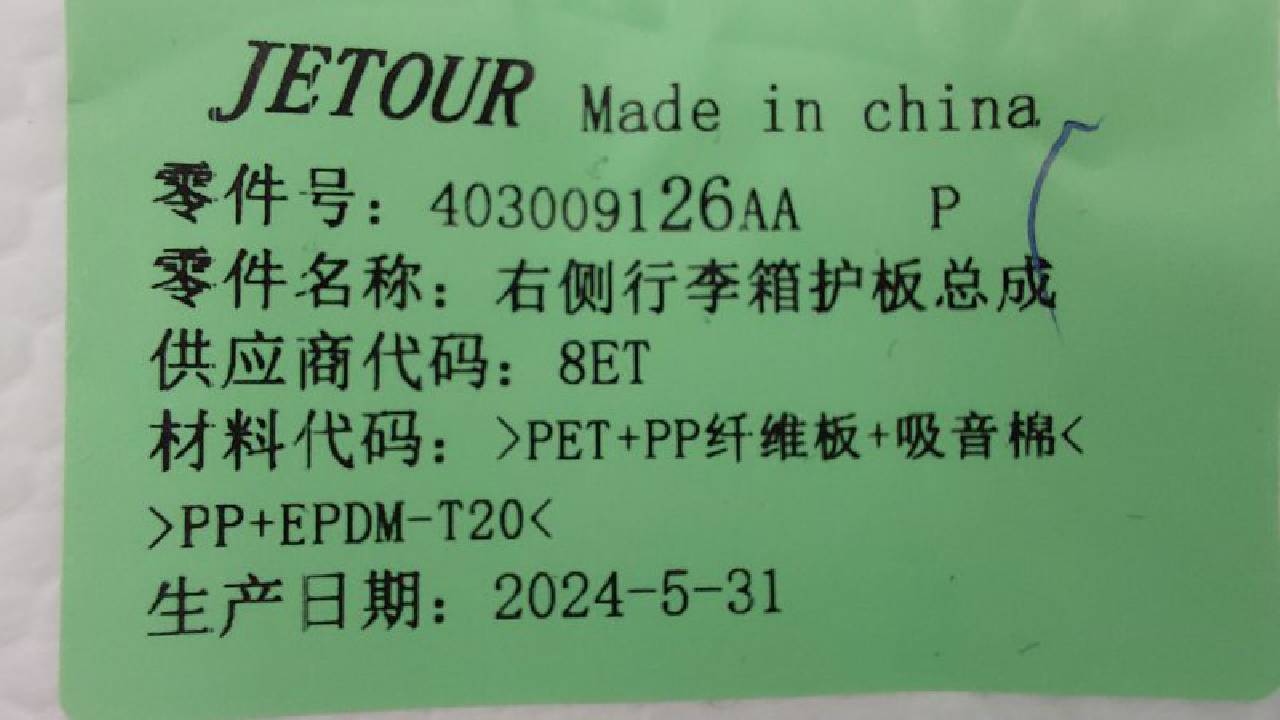 JETOUR Made in china
零件号：403009126AA P
零件名称：右侧行李箱护板总成
供应商代码：8ET
材料代码：>PET+PP纤维板+吸音棉<
>PP+EPDM-T20<
生产日期：2024-5-31